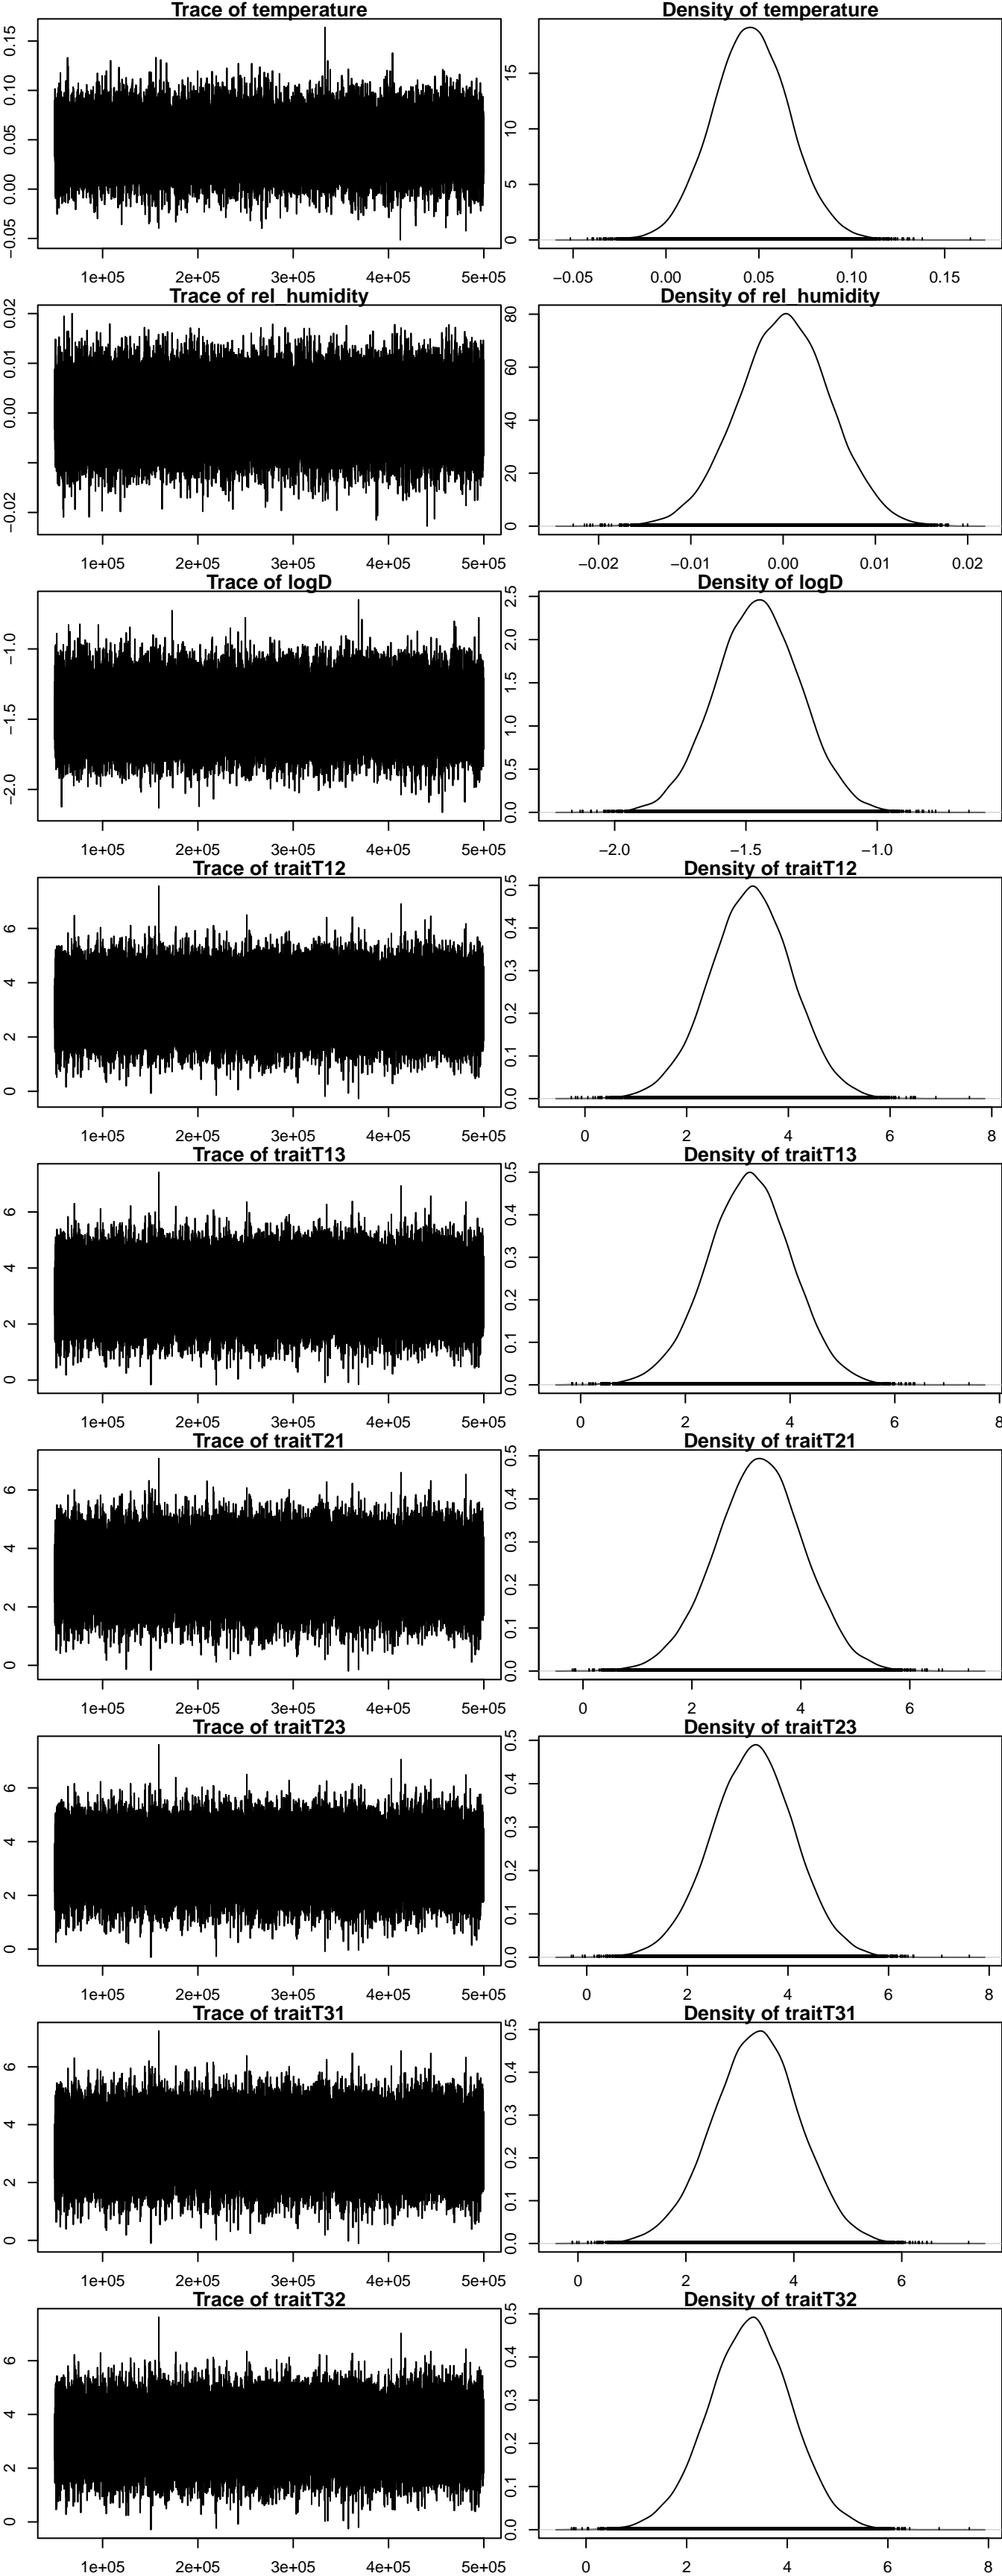 Trace of temperature
Density of temperature
0.15
0.10
0.05
0.00
−0.05
1e+05 2e+05 3e+05 4e+05 5e+05
15
10
5
0
−0.05 0.00 0.05 0.10 0.15
Trace of rel_humidity
Density of rel_humidity
0.02
0.01
0.00
−0.02
1e+05 2e+05 3e+05 4e+05 5e+05
80
60
40
20
0
−0.02 −0.01 0.00 0.01 0.02
Trace of logD
Density of logD
−1.0
−1.5
−2.0
1e+05 2e+05 3e+05 4e+05 5e+05
2.5
2.0
1.5
1.0
0.5
0.0
−2.0 −1.5 −1.0
Trace of traitT12
Density of traitT12
6
4
2
0
1e+05 2e+05 3e+05 4e+05 5e+05
0.5
0.4
0.3
0.2
0.1
0.0
0 2 4 6 8
Trace of traitT13
Density of traitT13
6
4
2
0
1e+05 2e+05 3e+05 4e+05 5e+05
0.5
0.4
0.3
0.2
0.1
0.0
0 2 4 6 8
Trace of traitT21
Density of traitT21
6
4
2
0
1e+05 2e+05 3e+05 4e+05 5e+05
0.5
0.4
0.3
0.2
0.1
0.0
0 2 4 6
Trace of traitT23
Density of traitT23
6
4
2
0
1e+05 2e+05 3e+05 4e+05 5e+05
0.5
0.4
0.3
0.2
0.1
0.0
0 2 4 6 8
Trace of traitT31
Density of traitT31
6
4
2
0
1e+05 2e+05 3e+05 4e+05 5e+05
0.5
0.4
0.3
0.2
0.1
0.0
0 2 4 6
Trace of traitT32
Density of traitT32
6
4
2
0
1e+05 2e+05 3e+05 4e+05 5e+05
0.5
0.4
0.3
0.2
0.1
0.0
0 2 4 6 8